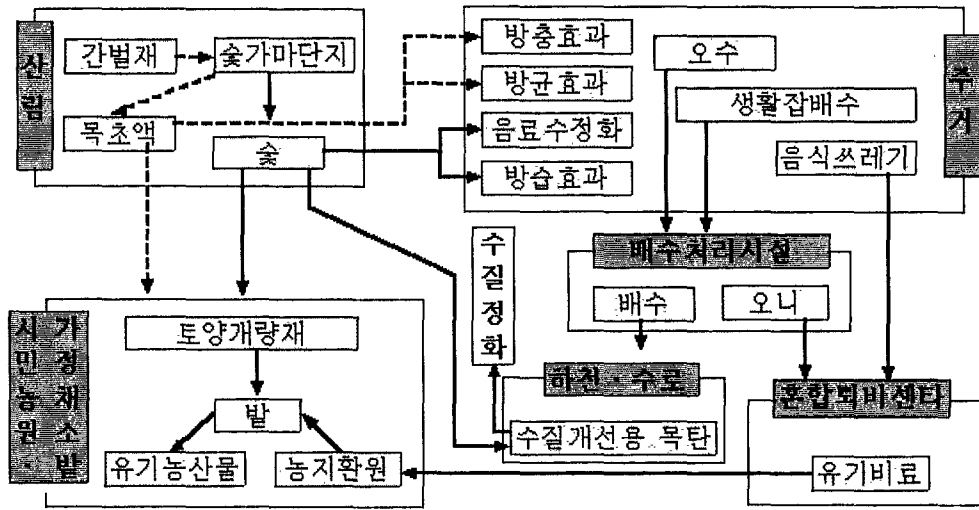 산림
간벌재
숯가마단지
목초액
숯
방충효과
방균효과
음료수정화
방습효과
오수
생활잡배수
음식쓰레기
주거
수질정화
배수처리시설
배수
오니
하천·수로
수질개선용 목탄
혼합퇴비센타
유기비료
시민농원·
가정채소밭
토양개량재
밭
유기농산물
농지환원